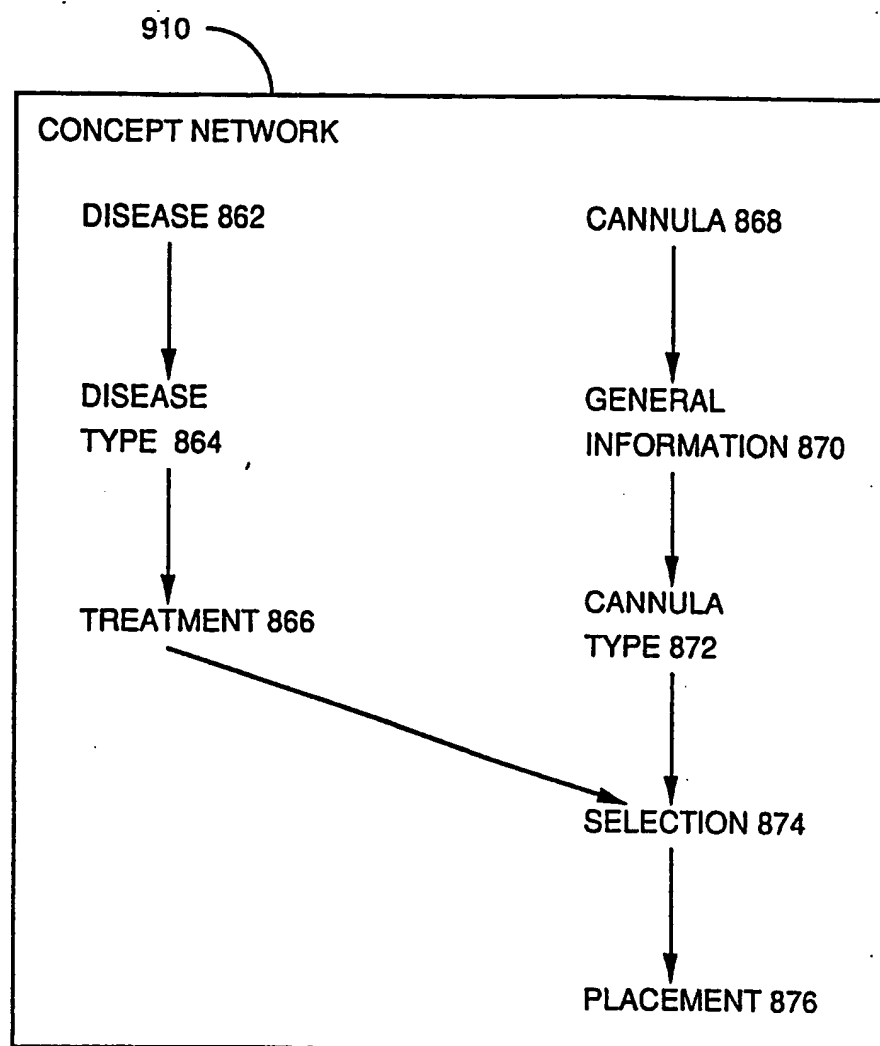 910
CONCEPT NETWORK
DISEASE 862
CANNULA 868
DISEASE
TYPE 864
GENERAL
INFORMATION 870
TREATMENT 866
CANNULA
TYPE 872
SELECTION 874
PLACEMENT 876